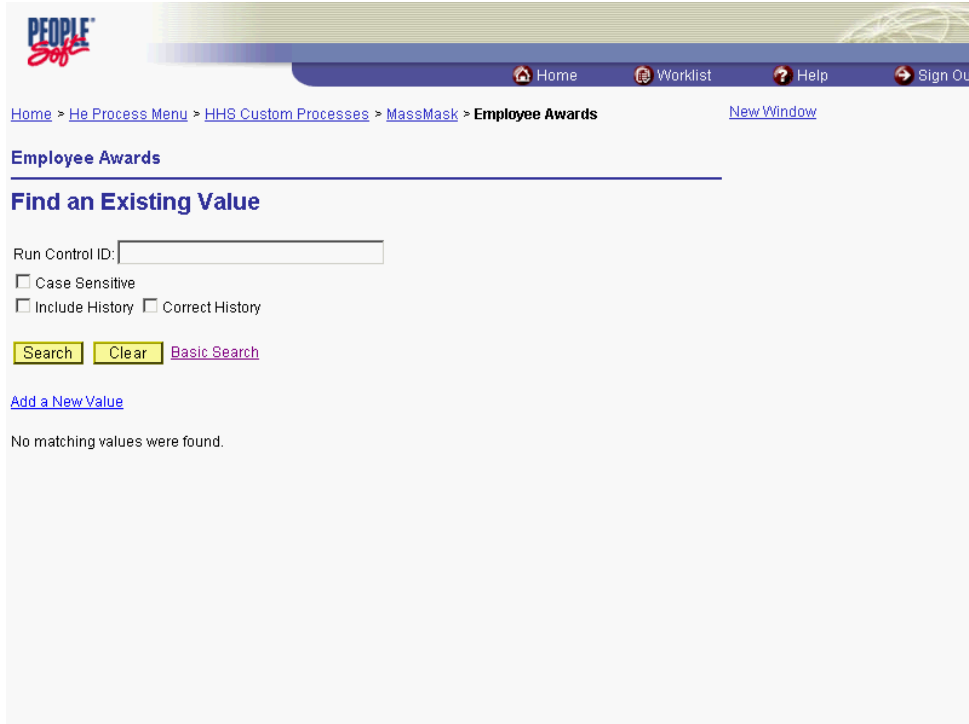 PEOPLE
Soft
Home Worklist Help Sign Ou
Home > He Process Menu > HHS Custom Processes > MassMask > Employee Awards New Window
Employee Awards
Find an Existing Value
Run Control ID:
Case Sensitive
Include History Correct History
Search Clear Basic Search
Add a New Value
No matching values were found.